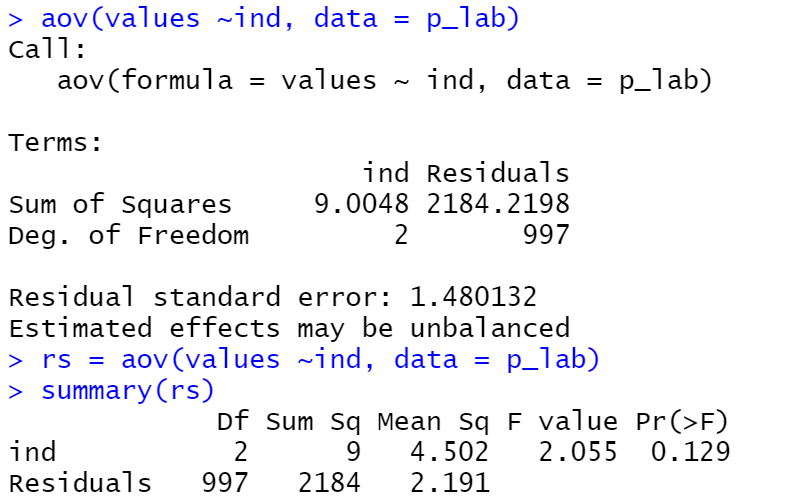 > aov(values ~ind, data = p_lab)
Call:
   aov(formula = values ~ ind, data = p_lab)

Terms:
                      ind Residuals
Sum of Squares     9.0048 2184.2198
Deg. of Freedom         2       997

Residual standard error: 1.480132
Estimated effects may be unbalanced
> rs = aov(values ~ind, data = p_lab)
> summary(rs)
             Df Sum Sq Mean Sq F value Pr(>F)
ind           2      9   4.502   2.055  0.129
Residuals   997   2184   2.191